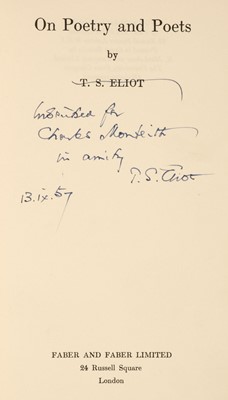 On Poetry and Poets
by
T. S. ELIOT
Inscribed for
Charles Monteith
in amity
T. S. Eliot
13.ix.57
FABER AND FABER LIMITED
24 Russell Square
London